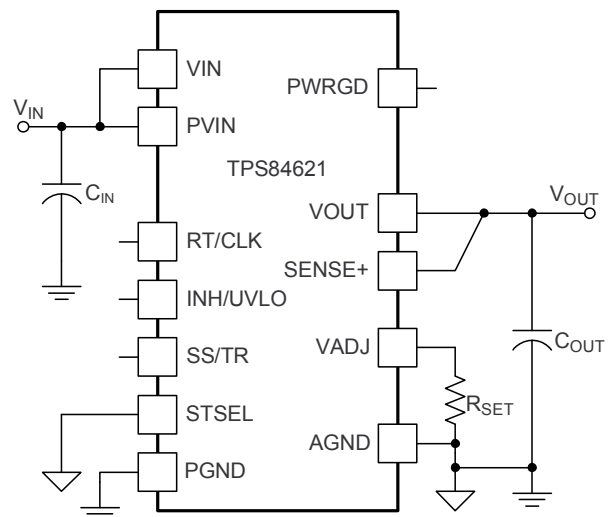 VIN
PWRGD
V_IN
PVIN
TPS84621
C_IN
VOUT
V_OUT
RT/CLK
SENSE+
INH/UVLO
VADJ
C_OUT
SS/TR
R_SET
STSEL
AGND
PGND